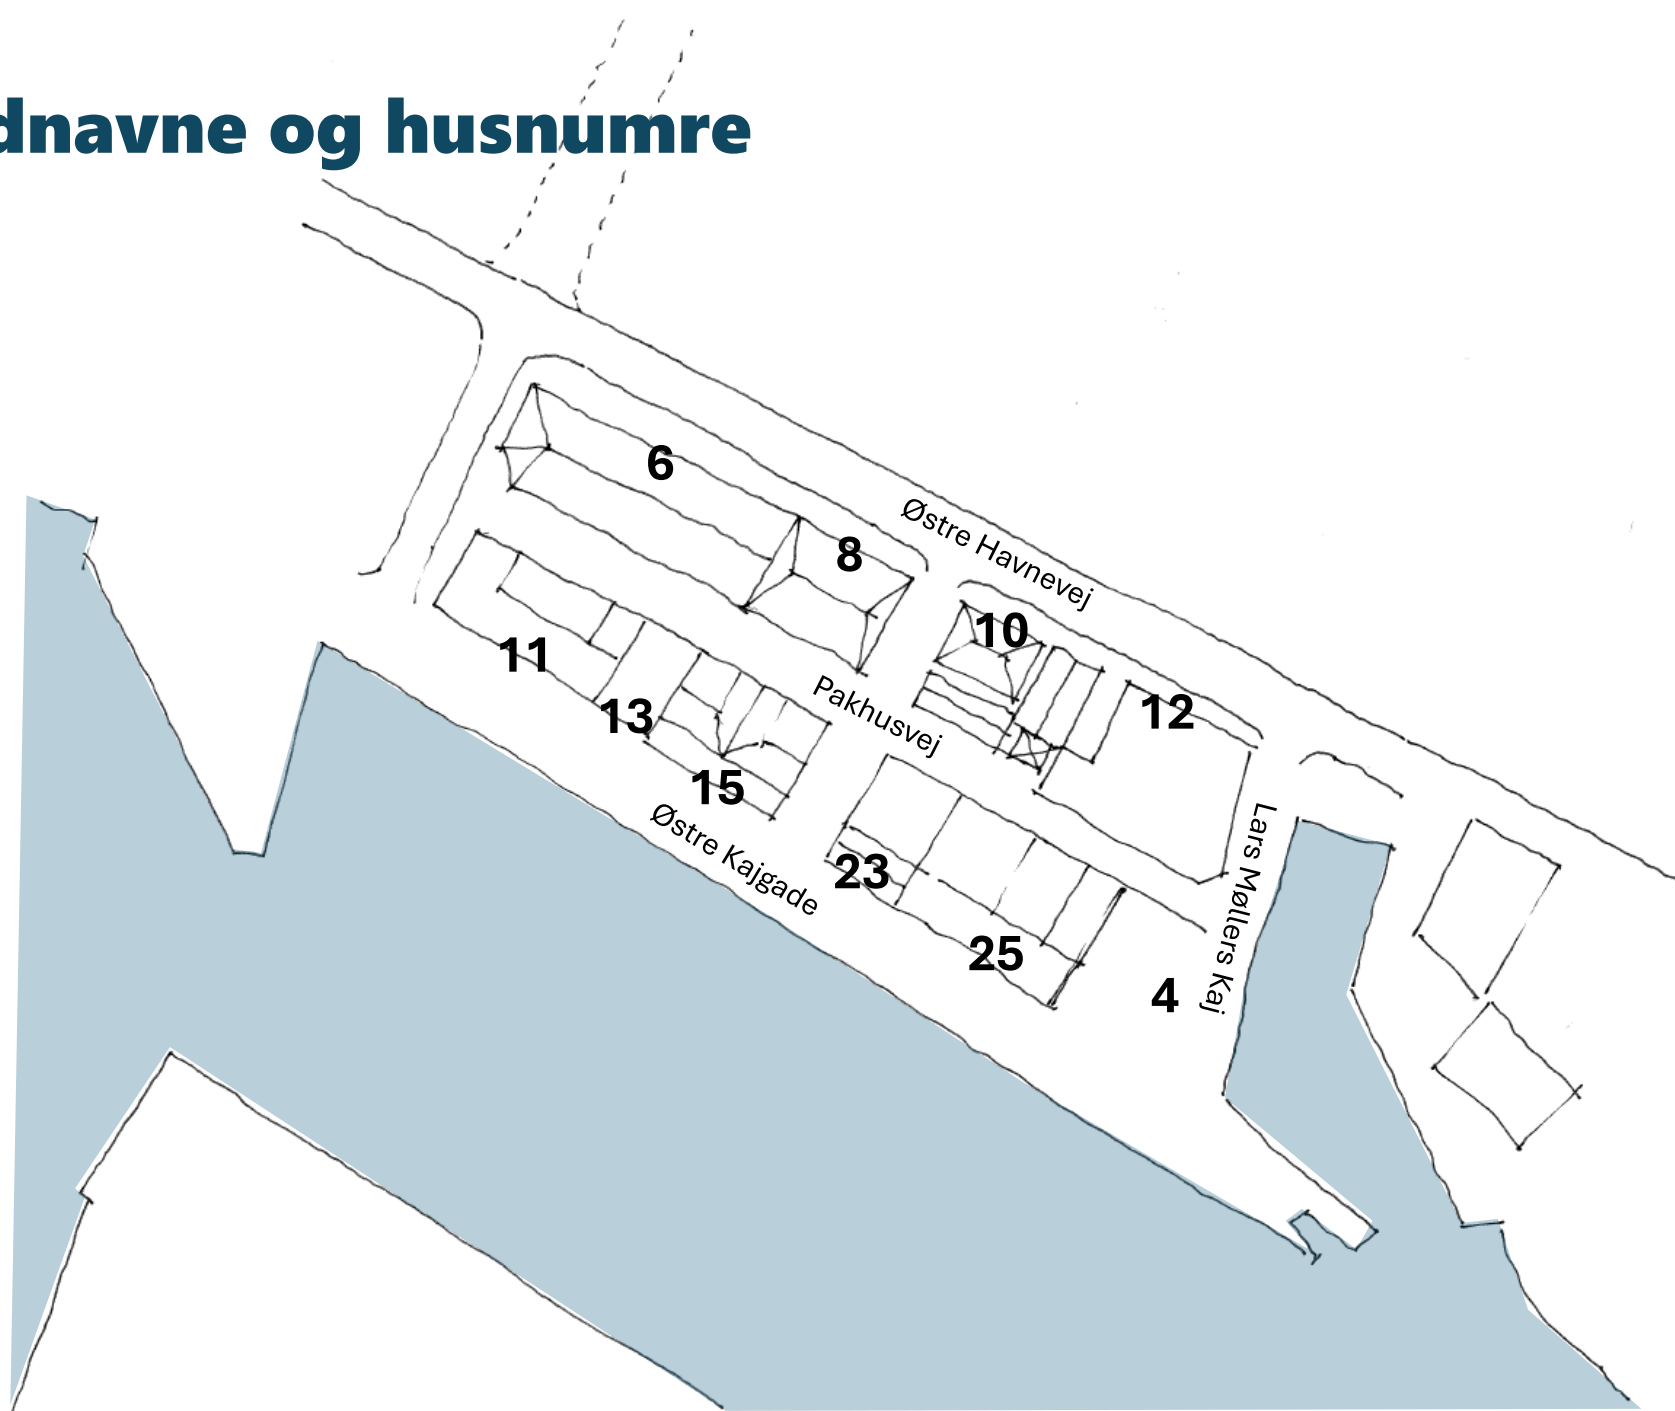 dnavne og husnumre
6
8
Østre Havnevej
10
12
11
13
Pakhusvej
15
Østre Kajgade
23
25
Lars Møllers Kaj
4